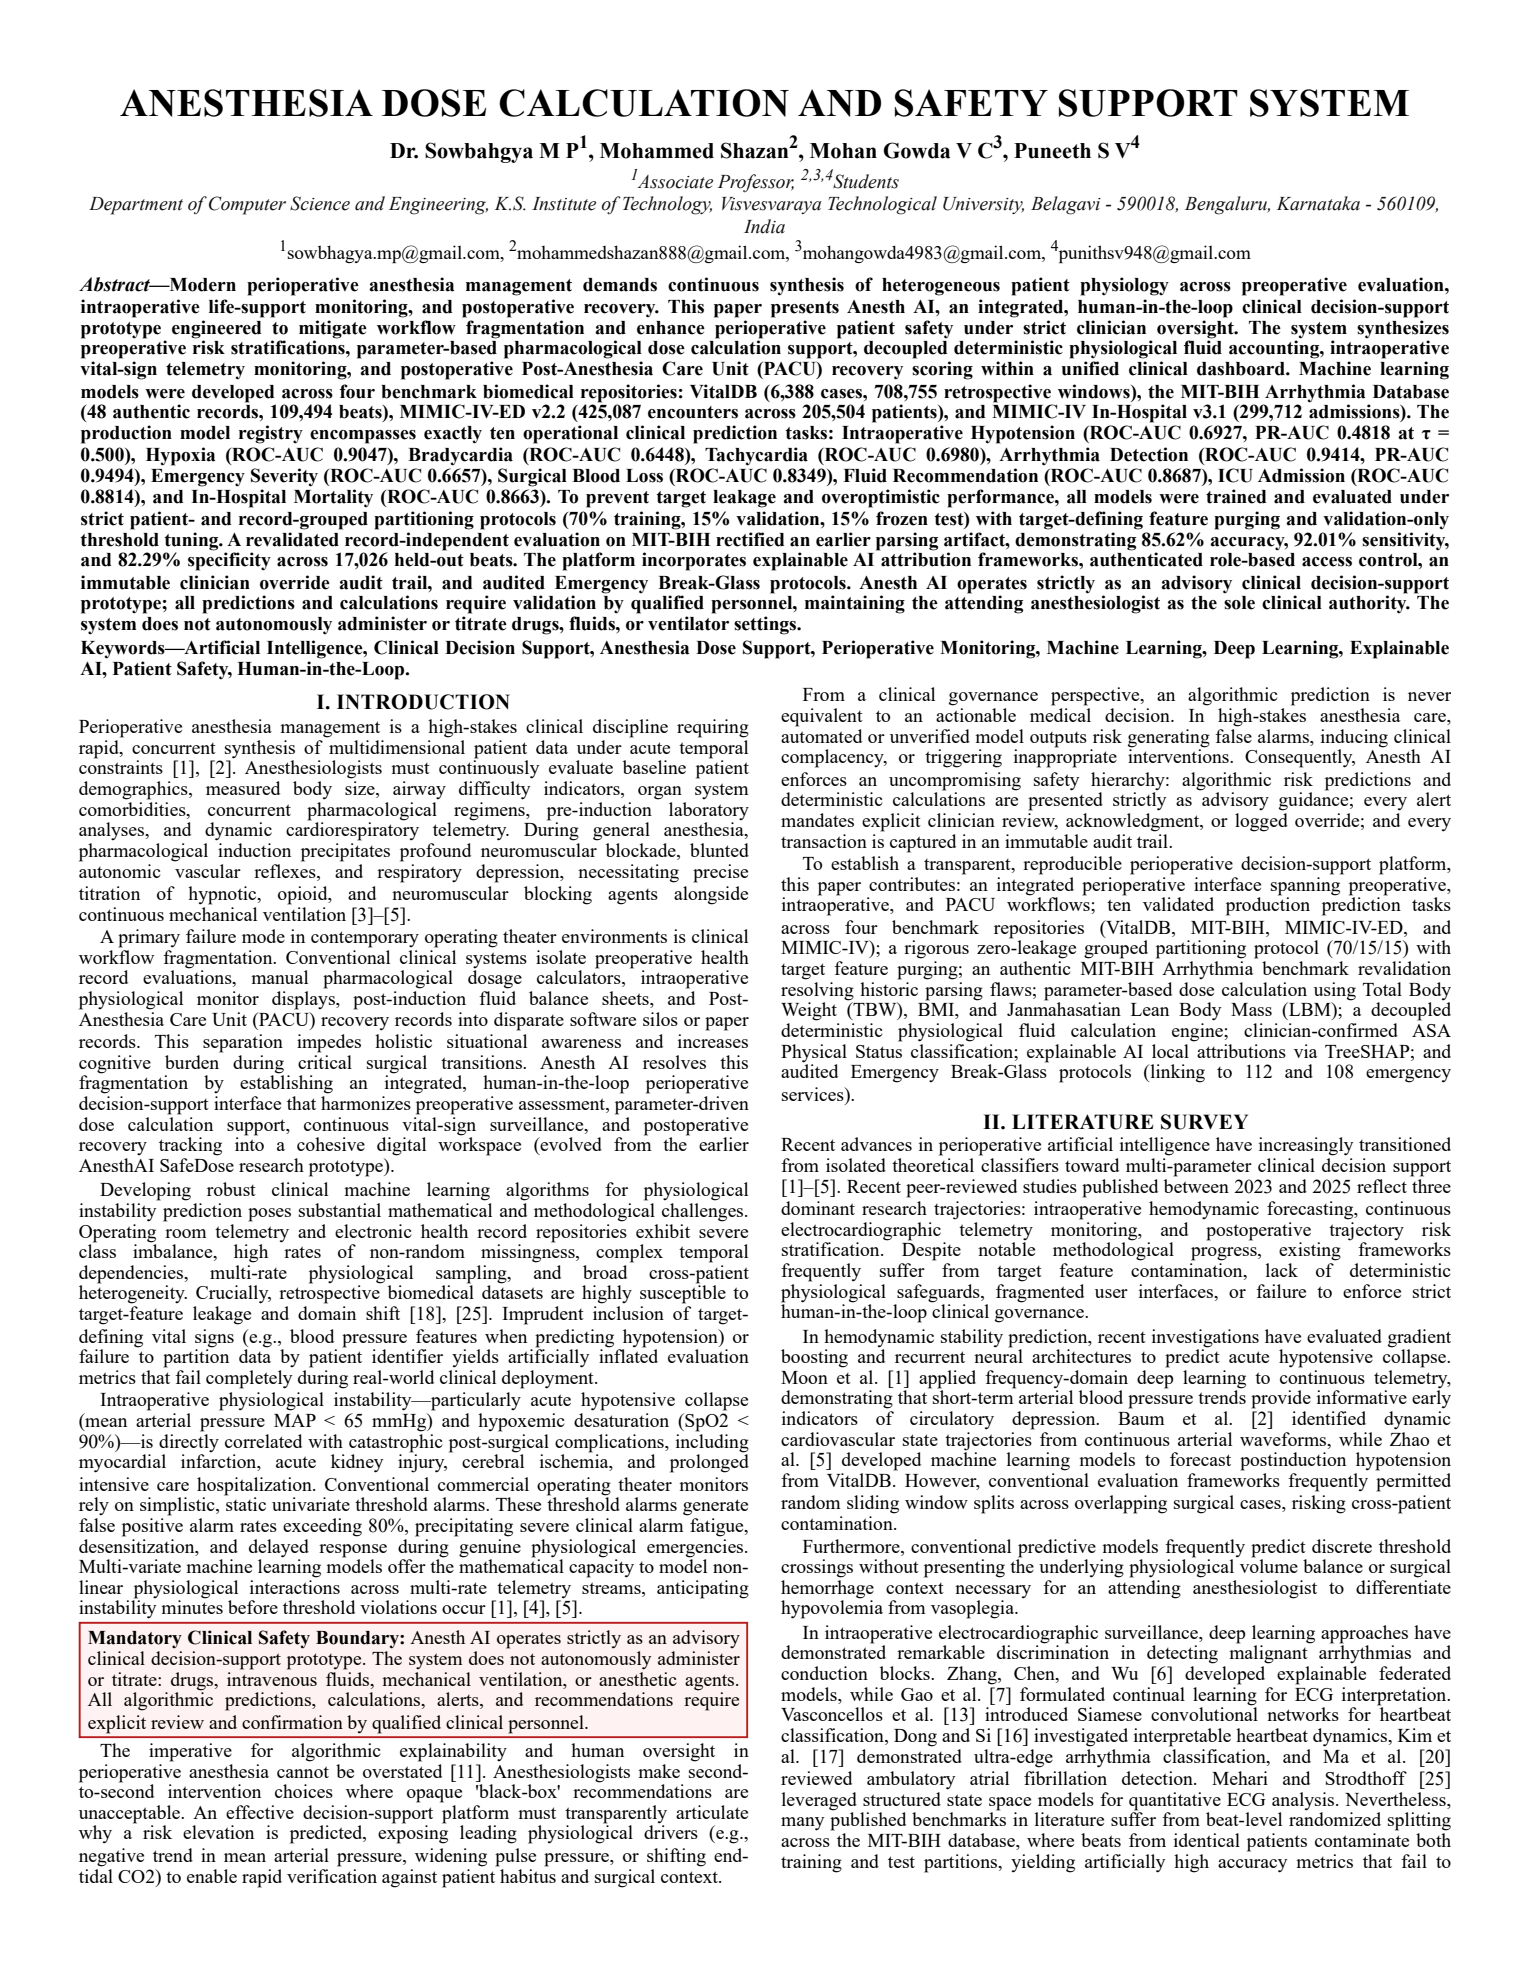 ANESTHESIA DOSE CALCULATION AND SAFETY SUPPORT SYSTEM
Dr. Sowbahgya M P1, Mohammed Shazan2, Mohan Gowda V C3, Puneeth S V4
1Associate Professor, 2,3,4Students
Department of Computer Science and Engineering, K.S. Institute of Technology, Visvesvaraya Technological University, Belagavi - 590018, Bengaluru, Karnataka - 560109,
India
1sowbhagya.mp@gmail.com, 2mohammedshazan888@gmail.com, 3mohangowda4983@gmail.com, 4punithsv948@gmail.com
Abstract—Modern perioperative anesthesia management demands continuous synthesis of heterogeneous patient physiology across preoperative evaluation,
intraoperative life-support monitoring, and postoperative recovery. This paper presents Anesth AI, an integrated, human-in-the-loop clinical decision-support
prototype engineered to mitigate workflow fragmentation and enhance perioperative patient safety under strict clinician oversight. The system synthesizes
preoperative risk stratifications, parameter-based pharmacological dose calculation support, decoupled deterministic physiological fluid accounting, intraoperative
vital-sign telemetry monitoring, and postoperative Post-Anesthesia Care Unit (PACU) recovery scoring within a unified clinical dashboard. Machine learning
models were developed across four benchmark biomedical repositories: VitalDB (6,388 cases, 708,755 retrospective windows), the MIT-BIH Arrhythmia Database
(48 authentic records, 109,494 beats), MIMIC-IV-ED v2.2 (425,087 encounters across 205,504 patients), and MIMIC-IV In-Hospital v3.1 (299,712 admissions). The
production model registry encompasses exactly ten operational clinical prediction tasks: Intraoperative Hypotension (ROC-AUC 0.6927, PR-AUC 0.4818 at τ =
0.500), Hypoxia (ROC-AUC 0.9047), Bradycardia (ROC-AUC 0.6448), Tachycardia (ROC-AUC 0.6980), Arrhythmia Detection (ROC-AUC 0.9414, PR-AUC
0.9494), Emergency Severity (ROC-AUC 0.6657), Surgical Blood Loss (ROC-AUC 0.8349), Fluid Recommendation (ROC-AUC 0.8687), ICU Admission (ROC-AUC
0.8814), and In-Hospital Mortality (ROC-AUC 0.8663). To prevent target leakage and overoptimistic performance, all models were trained and evaluated under
strict patient- and record-grouped partitioning protocols (70% training, 15% validation, 15% frozen test) with target-defining feature purging and validation-only
threshold tuning. A revalidated record-independent evaluation on MIT-BIH rectified an earlier parsing artifact, demonstrating 85.62% accuracy, 92.01% sensitivity,
and 82.29% specificity across 17,026 held-out beats. The platform incorporates explainable AI attribution frameworks, authenticated role-based access control, an
immutable clinician override audit trail, and audited Emergency Break-Glass protocols. Anesth AI operates strictly as an advisory clinical decision-support
prototype; all predictions and calculations require validation by qualified personnel, maintaining the attending anesthesiologist as the sole clinical authority. The
system does not autonomously administer or titrate drugs, fluids, or ventilator settings.
Keywords—Artificial Intelligence, Clinical Decision Support, Anesthesia Dose Support, Perioperative Monitoring, Machine Learning, Deep Learning, Explainable
AI, Patient Safety, Human-in-the-Loop.
I. INTRODUCTION
Perioperative anesthesia management is a high-stakes clinical discipline requiring
rapid, concurrent synthesis of multidimensional patient data under acute temporal
constraints [1], [2]. Anesthesiologists must continuously evaluate baseline patient
demographics, measured body size, airway difficulty indicators, organ system
comorbidities, concurrent pharmacological regimens, pre-induction laboratory
analyses, and dynamic cardiorespiratory telemetry. During general anesthesia,
pharmacological induction precipitates profound neuromuscular blockade, blunted
autonomic vascular reflexes, and respiratory depression, necessitating precise
titration of hypnotic, opioid, and neuromuscular blocking agents alongside
continuous mechanical ventilation [3]–[5].
A primary failure mode in contemporary operating theater environments is clinical
workflow fragmentation. Conventional clinical systems isolate preoperative health
record evaluations, manual pharmacological dosage calculators, intraoperative
physiological monitor displays, post-induction fluid balance sheets, and Post-
Anesthesia Care Unit (PACU) recovery records into disparate software silos or paper
records. This separation impedes holistic situational awareness and increases
cognitive burden during critical surgical transitions. Anesth AI resolves this
fragmentation by establishing an integrated, human-in-the-loop perioperative
decision-support interface that harmonizes preoperative assessment, parameter-driven
dose calculation support, continuous vital-sign surveillance, and postoperative
recovery tracking into a cohesive digital workspace (evolved from the earlier
AnesthAI SafeDose research prototype).
Developing robust clinical machine learning algorithms for physiological
instability prediction poses substantial mathematical and methodological challenges.
Operating room telemetry and electronic health record repositories exhibit severe
class imbalance, high rates of non-random missingness, complex temporal
dependencies, multi-rate physiological sampling, and broad cross-patient
heterogeneity. Crucially, retrospective biomedical datasets are highly susceptible to
target-feature leakage and domain shift [18], [25]. Imprudent inclusion of target-
defining vital signs (e.g., blood pressure features when predicting hypotension) or
failure to partition data by patient identifier yields artificially inflated evaluation
metrics that fail completely during real-world clinical deployment.
Intraoperative physiological instability—particularly acute hypotensive collapse
(mean arterial pressure MAP < 65 mmHg) and hypoxemic desaturation (SpO2 <
90%)—is directly correlated with catastrophic post-surgical complications, including
myocardial infarction, acute kidney injury, cerebral ischemia, and prolonged
intensive care hospitalization. Conventional commercial operating theater monitors
rely on simplistic, static univariate threshold alarms. These threshold alarms generate
false positive alarm rates exceeding 80%, precipitating severe clinical alarm fatigue,
desensitization, and delayed response during genuine physiological emergencies.
Multi-variate machine learning models offer the mathematical capacity to model non-
linear physiological interactions across multi-rate telemetry streams, anticipating
instability minutes before threshold violations occur [1], [4], [5].
Mandatory Clinical Safety Boundary: Anesth AI operates strictly as an advisory
clinical decision-support prototype. The system does not autonomously administer
or titrate: drugs, intravenous fluids, mechanical ventilation, or anesthetic agents.
All algorithmic predictions, calculations, alerts, and recommendations require
explicit review and confirmation by qualified clinical personnel.
The imperative for algorithmic explainability and human oversight in
perioperative anesthesia cannot be overstated [11]. Anesthesiologists make second-
to-second intervention choices where opaque 'black-box' recommendations are
unacceptable. An effective decision-support platform must transparently articulate
why a risk elevation is predicted, exposing leading physiological drivers (e.g.,
negative trend in mean arterial pressure, widening pulse pressure, or shifting end-
tidal CO2) to enable rapid verification against patient habitus and surgical context.
From a clinical governance perspective, an algorithmic prediction is never
equivalent to an actionable medical decision. In high-stakes anesthesia care,
automated or unverified model outputs risk generating false alarms, inducing clinical
complacency, or triggering inappropriate interventions. Consequently, Anesth AI
enforces an uncompromising safety hierarchy: algorithmic risk predictions and
deterministic calculations are presented strictly as advisory guidance; every alert
mandates explicit clinician review, acknowledgment, or logged override; and every
transaction is captured in an immutable audit trail.
To establish a transparent, reproducible perioperative decision-support platform,
this paper contributes: an integrated perioperative interface spanning preoperative,
intraoperative, and PACU workflows; ten validated production prediction tasks
across four benchmark repositories (VitalDB, MIT-BIH, MIMIC-IV-ED, and
MIMIC-IV); a rigorous zero-leakage grouped partitioning protocol (70/15/15) with
target feature purging; an authentic MIT-BIH Arrhythmia benchmark revalidation
resolving historic parsing flaws; parameter-based dose calculation using Total Body
Weight (TBW), BMI, and Janmahasatian Lean Body Mass (LBM); a decoupled
deterministic physiological fluid calculation engine; clinician-confirmed ASA
Physical Status classification; explainable AI local attributions via TreeSHAP; and
audited Emergency Break-Glass protocols (linking to 112 and 108 emergency
services).
II. LITERATURE SURVEY
Recent advances in perioperative artificial intelligence have increasingly transitioned
from isolated theoretical classifiers toward multi-parameter clinical decision support
[1]–[5]. Recent peer-reviewed studies published between 2023 and 2025 reflect three
dominant research trajectories: intraoperative hemodynamic forecasting, continuous
electrocardiographic telemetry monitoring, and postoperative trajectory risk
stratification. Despite notable methodological progress, existing frameworks
frequently suffer from target feature contamination, lack of deterministic
physiological safeguards, fragmented user interfaces, or failure to enforce strict
human-in-the-loop clinical governance.
In hemodynamic stability prediction, recent investigations have evaluated gradient
boosting and recurrent neural architectures to predict acute hypotensive collapse.
Moon et al. [1] applied frequency-domain deep learning to continuous telemetry,
demonstrating that short-term arterial blood pressure trends provide informative early
indicators of circulatory depression. Baum et al. [2] identified dynamic
cardiovascular state trajectories from continuous arterial waveforms, while Zhao et
al. [5] developed machine learning models to forecast postinduction hypotension
from VitalDB. However, conventional evaluation frameworks frequently permitted
random sliding window splits across overlapping surgical cases, risking cross-patient
contamination.
Furthermore, conventional predictive models frequently predict discrete threshold
crossings without presenting the underlying physiological volume balance or surgical
hemorrhage context necessary for an attending anesthesiologist to differentiate
hypovolemia from vasoplegia.
In intraoperative electrocardiographic surveillance, deep learning approaches have
demonstrated remarkable discrimination in detecting malignant arrhythmias and
conduction blocks. Zhang, Chen, and Wu [6] developed explainable federated
models, while Gao et al. [7] formulated continual learning for ECG interpretation.
Vasconcellos et al. [13] introduced Siamese convolutional networks for heartbeat
classification, Dong and Si [16] investigated interpretable heartbeat dynamics, Kim et
al. [17] demonstrated ultra-edge arrhythmia classification, and Ma et al. [20]
reviewed ambulatory atrial fibrillation detection. Mehari and Strodthoff [25]
leveraged structured state space models for quantitative ECG analysis. Nevertheless,
many published benchmarks in literature suffer from beat-level randomized splitting
across the MIT-BIH database, where beats from identical patients contaminate both
training and test partitions, yielding artificially high accuracy metrics that fail to